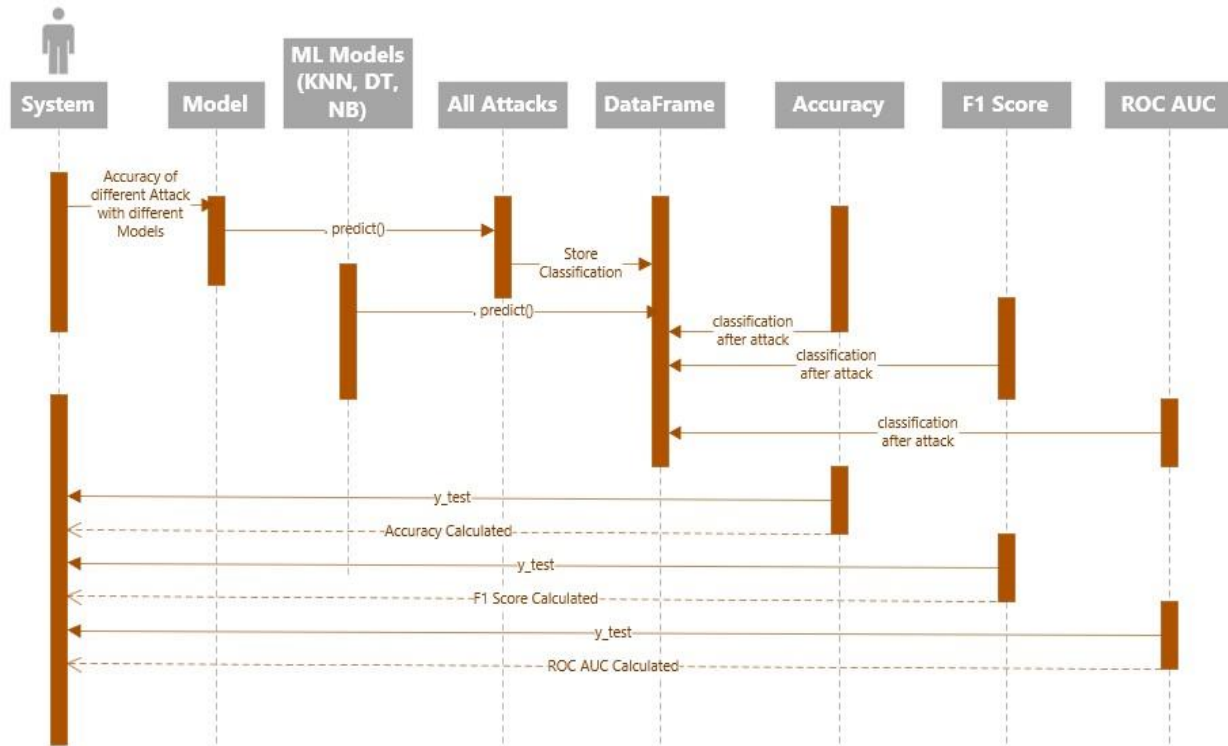 System
Model
ML Models
(KNN, DT,
NB)
All Attacks
DataFrame
Accuracy
F1 Score
ROC AUC
Accuracy of
different Attack
with different
Models
. predict()
Store
Classification
. predict()
classification
after attack
classification
after attack
classification
after attack
y_test
Accuracy Calculated
y_test
F1 Score Calculated
y_test
ROC AUC Calculated